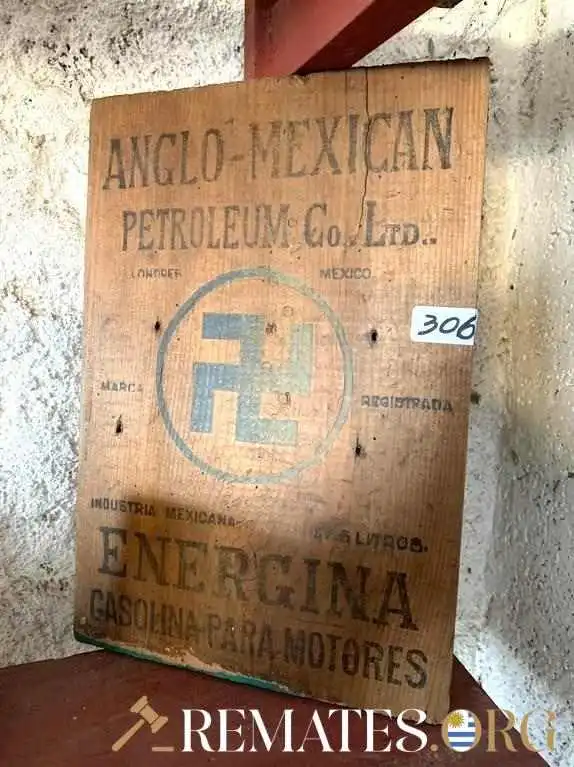 ANGLO-MEXICAN
PETROLEUM Co. LTD.
LONDRES MEXICO
306
MARCA REGISTRADA
INDUSTRIA MEXICANA LITROS.
ENERGINA
GASOLINA PARA MOTORES
REMATES.ORG